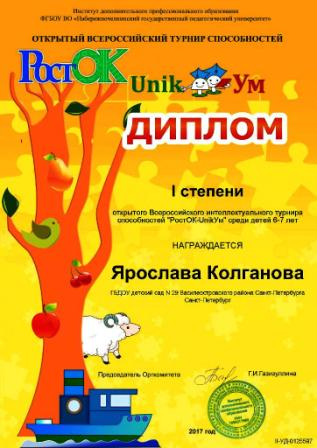 Институт дополнительного профессионального образования
ФГБОУ ВО «Набережночелнинский государственный педагогический университет»
ОТКРЫТЫЙ ВСЕРОССИЙСКИЙ ТУРНИР СПОСОБНОСТЕЙ
РостОК
Unik Ум
ДИПЛОМ
I степени
открытого Всероссийского интеллектуального турнира
способностей "РостОК-UnikУм" среди детей 6-7 лет
НАГРАЖДАЕТСЯ
Ярослава Колганова
ГБДОУ детский сад N 29 Василеостровского района Санкт-Петербурга
Санкт-Петербург
Председатель Оргкомитета
Г.И.Газизуллина
2017 год
II-УД-0125597